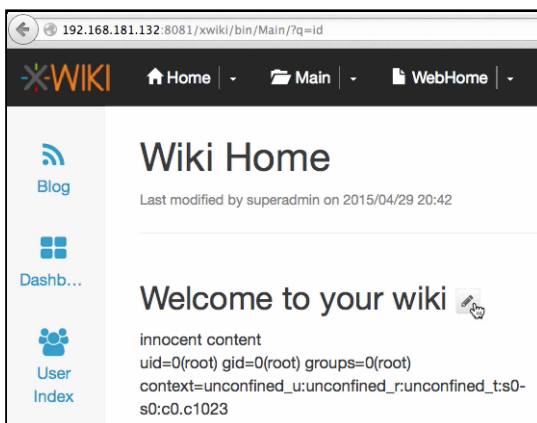 192.168.181.132:8081/xwiki/bin/Main/?q=id
XWIKI
Home
Main
WebHome
Blog
Dashb...
User
Index
Wiki Home
Last modified by superadmin on 2015/04/29 20:42
Welcome to your wiki
innocent content
uid=0(root) gid=0(root) groups=0(root)
context=unconfined_u:unconfined_r:unconfined_t:s0-
s0:c0.c1023